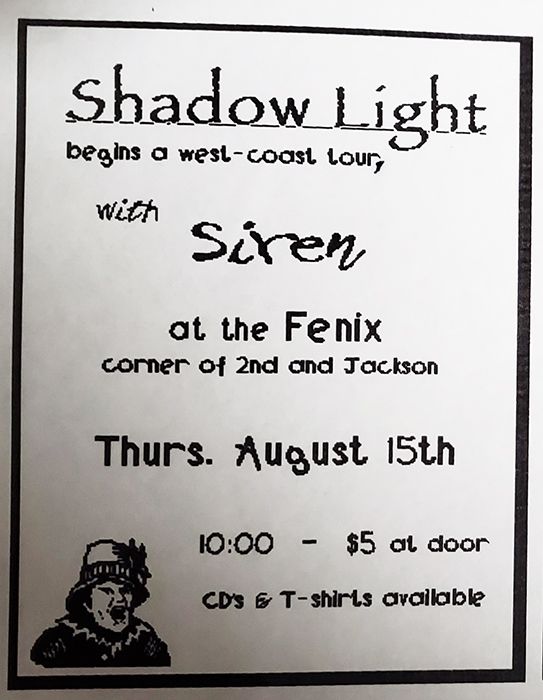 Shadow Light
begins a west-coast tour,
with
Siren
at the Fenix
corner of 2nd and Jackson
Thurs. August 15th
10:00 - $5 at door
CD's & T-shirts available